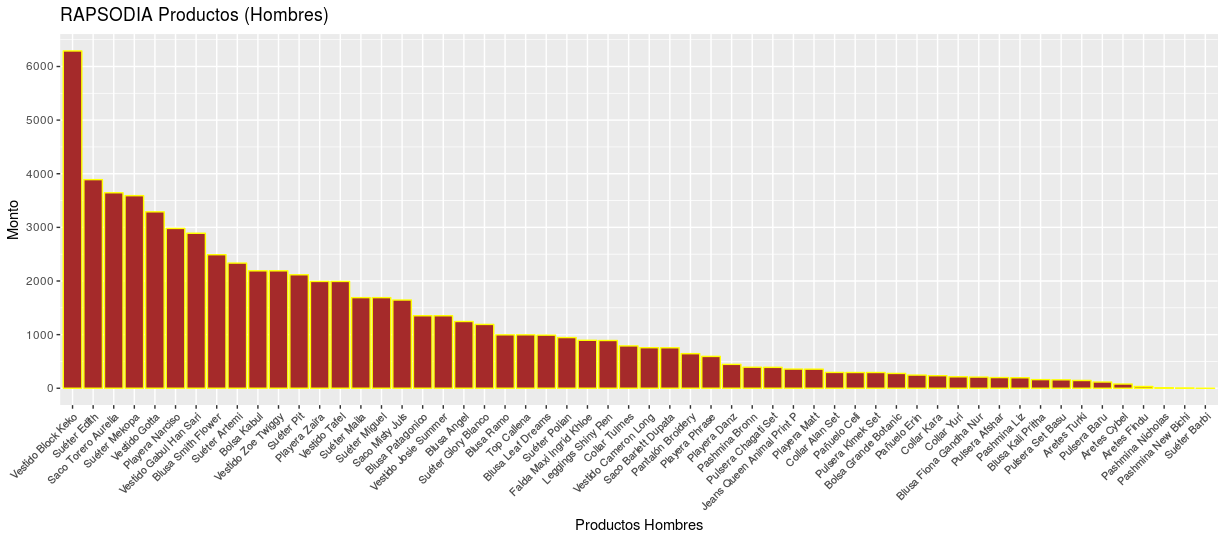 RAPSODIA Productos (Hombres)
Monto
6000
5000
4000
3000
2000
1000
0
Vestido Block Keiko
Suéter Edith
Saco Torero Aurelia
Suéter Mekopa
Vestido Gotta
Playera Narciso
Vestido Gabul Han Sari
Blusa Smith Flower
Suéter Artemi
Bolsa Kabul
Vestido Zoe Twiggy
Suéter Pit
Playera Zaira
Vestido Tafet
Suéter Malla
Suéter Miguel
Saco Misty Juls
Blusa Patagonico
Vestido Josie Summer
Blusa Angel
Suéter Glory Blanco
Blusa Ramo
Top Callena
Blusa Leaf Dreams
Suéter Pollan
Falda Maxi Ingrid Khloe
Leggings Shiny Ren
Collar Tulmes
Vestido Cameron Long
Saco Barlett Dupata
Pantalón Broidery
Playera Phrase
Playera Danz
Pashmina Bronn
Pulsera Chagati Set
Jeans Queen Animal Print P
Playera Matt
Collar Alan Set
Pañuelo Cell
Pulsera Kimek Set
Bolsa Grande Botanic
Pañuelo Erin
Collar Kara
Collar Yuri
Blusa Fiona Gandha Nur
Pulsera Afshar
Pashmina Liz
Blusa Kali Pritha
Pulsera Set Basu
Aretes Turki
Pulsera Batu
Aretes Cybel
Aretes Findu
Pashmina Nicholas
Pashmina New Bichi
Suéter Barbi
Productos Hombres